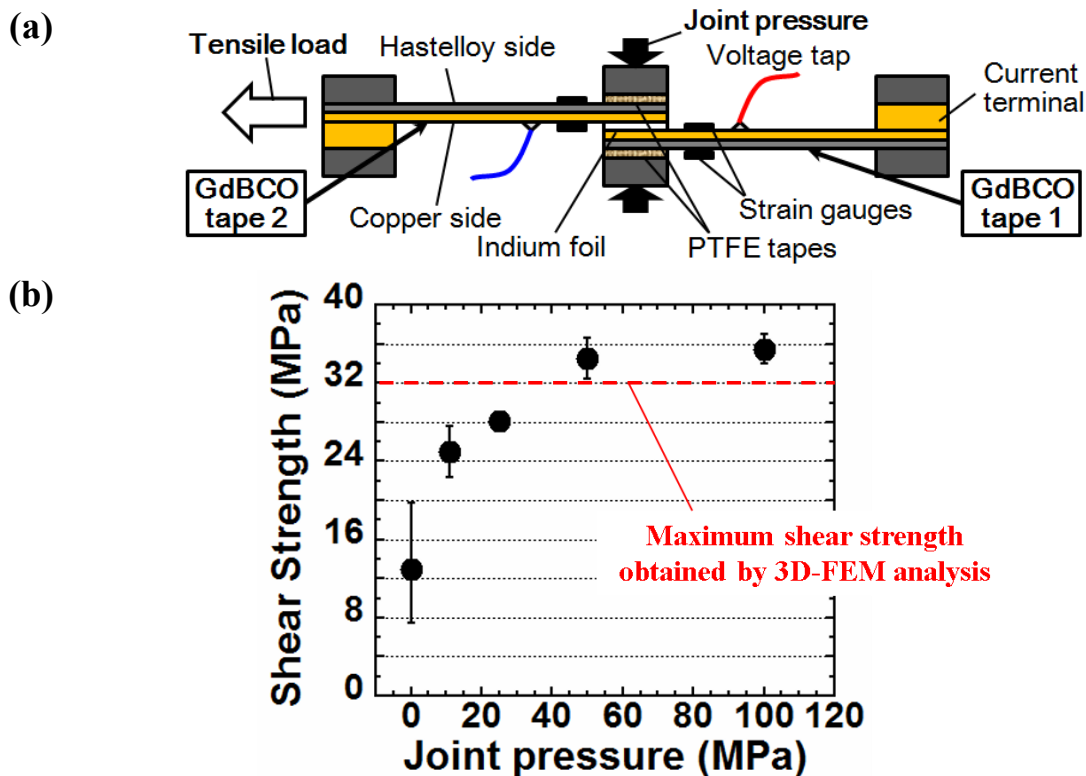 (a)
Tensile load
Hastelloy side
Joint pressure
Voltage tap
Current
terminal
GdBCO
tape 2
Copper side
Indium foil
PTFE tapes
Strain gauges
GdBCO
tape 1
(b)
Shear Strength (MPa)
40
32
24
16
8
0
Maximum shear strength
obtained by 3D-FEM analysis
0 20 40 60 80 100 120
Joint pressure (MPa)